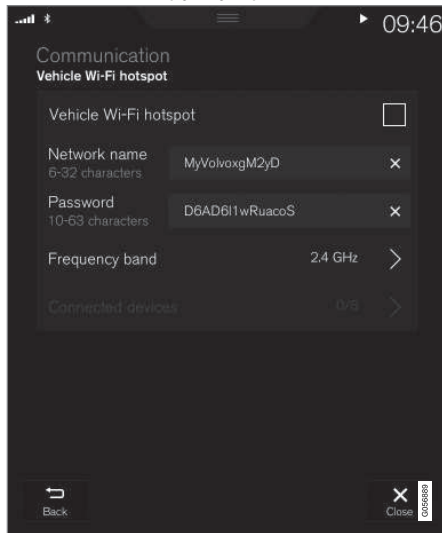 09:46
Communication
Vehicle Wi-Fi hotspot
Vehicle Wi-Fi hotspot
Network name
6-32 characters
MyVolvoxgM2yD
Password
10-63 characters
D6AD6I1wRuacoS
Frequency band
2.4 GHz
Connected devices
0/8
Back
Close
G056889